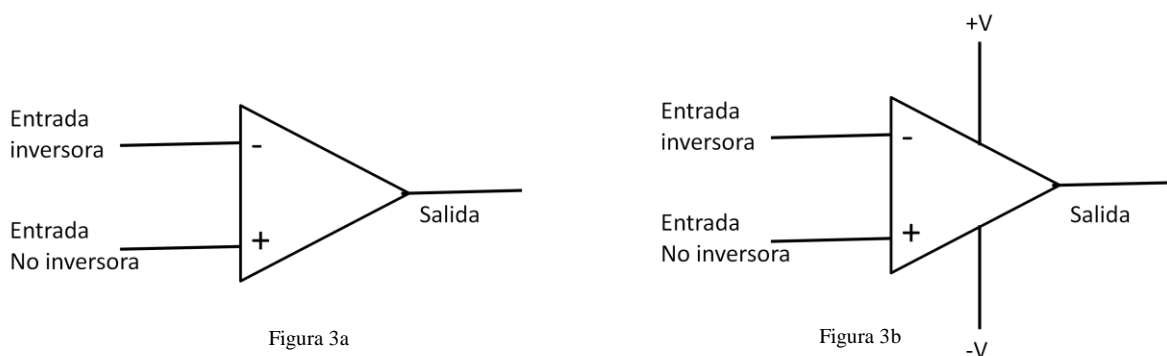 Entrada
inversora
-
Entrada
No inversora
+
Salida
Figura 3a
+V
Entrada
inversora
-
Entrada
No inversora
+
Salida
Figura 3b
-V